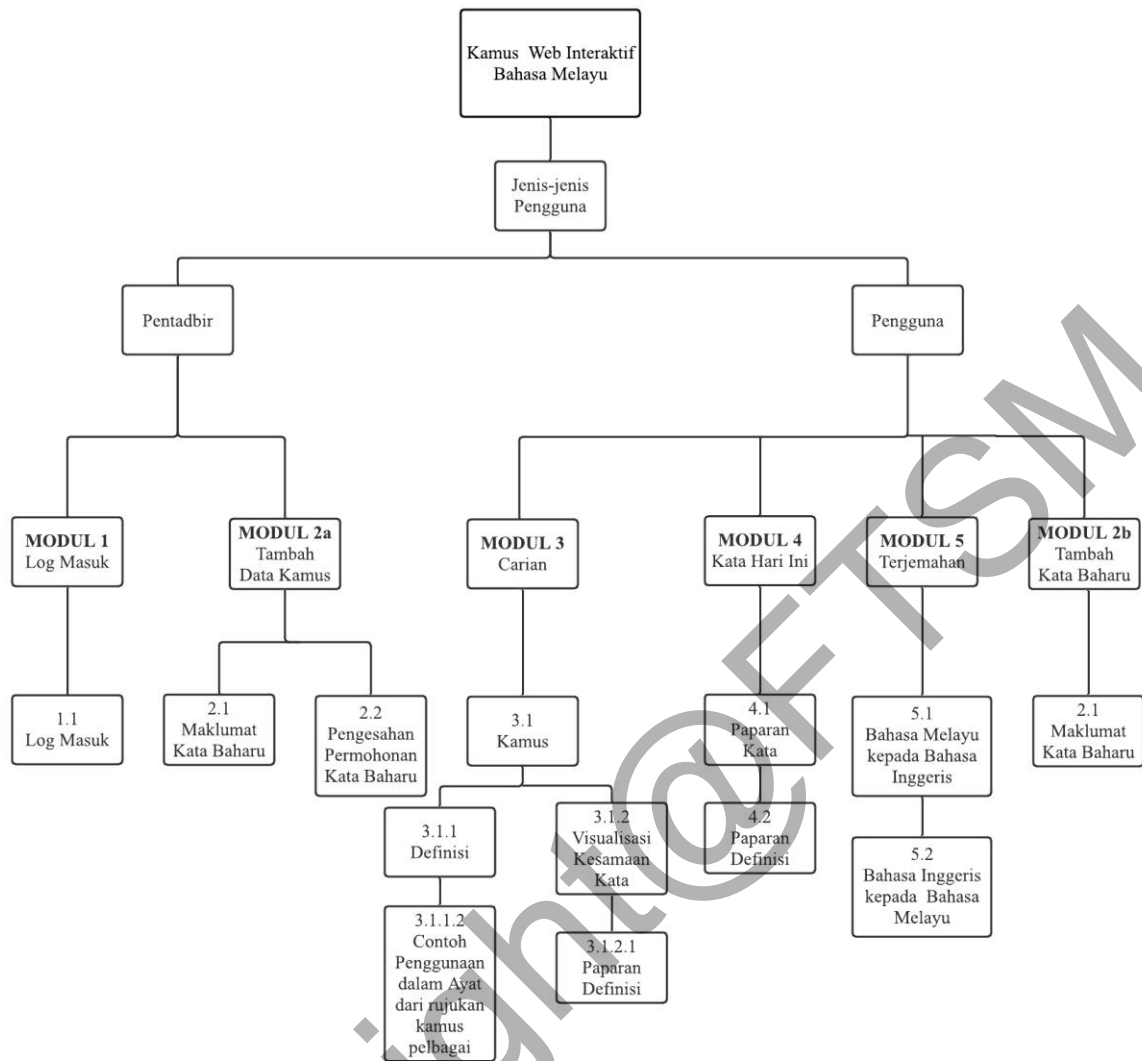 Kamus Web Interaktif
Bahasa Melayu
Jenis-jenis
Pengguna
Pentadbir
Pengguna
MODUL 1
Log Masuk
MODUL 2a
Tambah
Data Kamus
MODUL 3
Carian
MODUL 4
Kata Hari Ini
MODUL 5
Terjemahan
MODUL 2b
Tambah
Kata Baharu
1.1
Log Masuk
2.1
Maklumat
Kata Baharu
2.2
Pengesahan
Permohonan
Kata Baharu
3.1
Kamus
4.1
Paparan
Kata
5.1
Bahasa Melayu
kepada Bahasa
Inggeris
2.1
Maklumat
Kata Baharu
3.1.1
Definisi
3.1.2
Visualisasi
Kesamaan
Kata
4.2
Paparan
Definisi
5.2
Bahasa Inggeris
kepada Bahasa
Melayu
3.1.1.2
Contoh
Penggunaan
dalam Ayat
dari rujukan
kamus
pelbagai
3.1.2.1
Paparan
Definisi
ight@FTSM